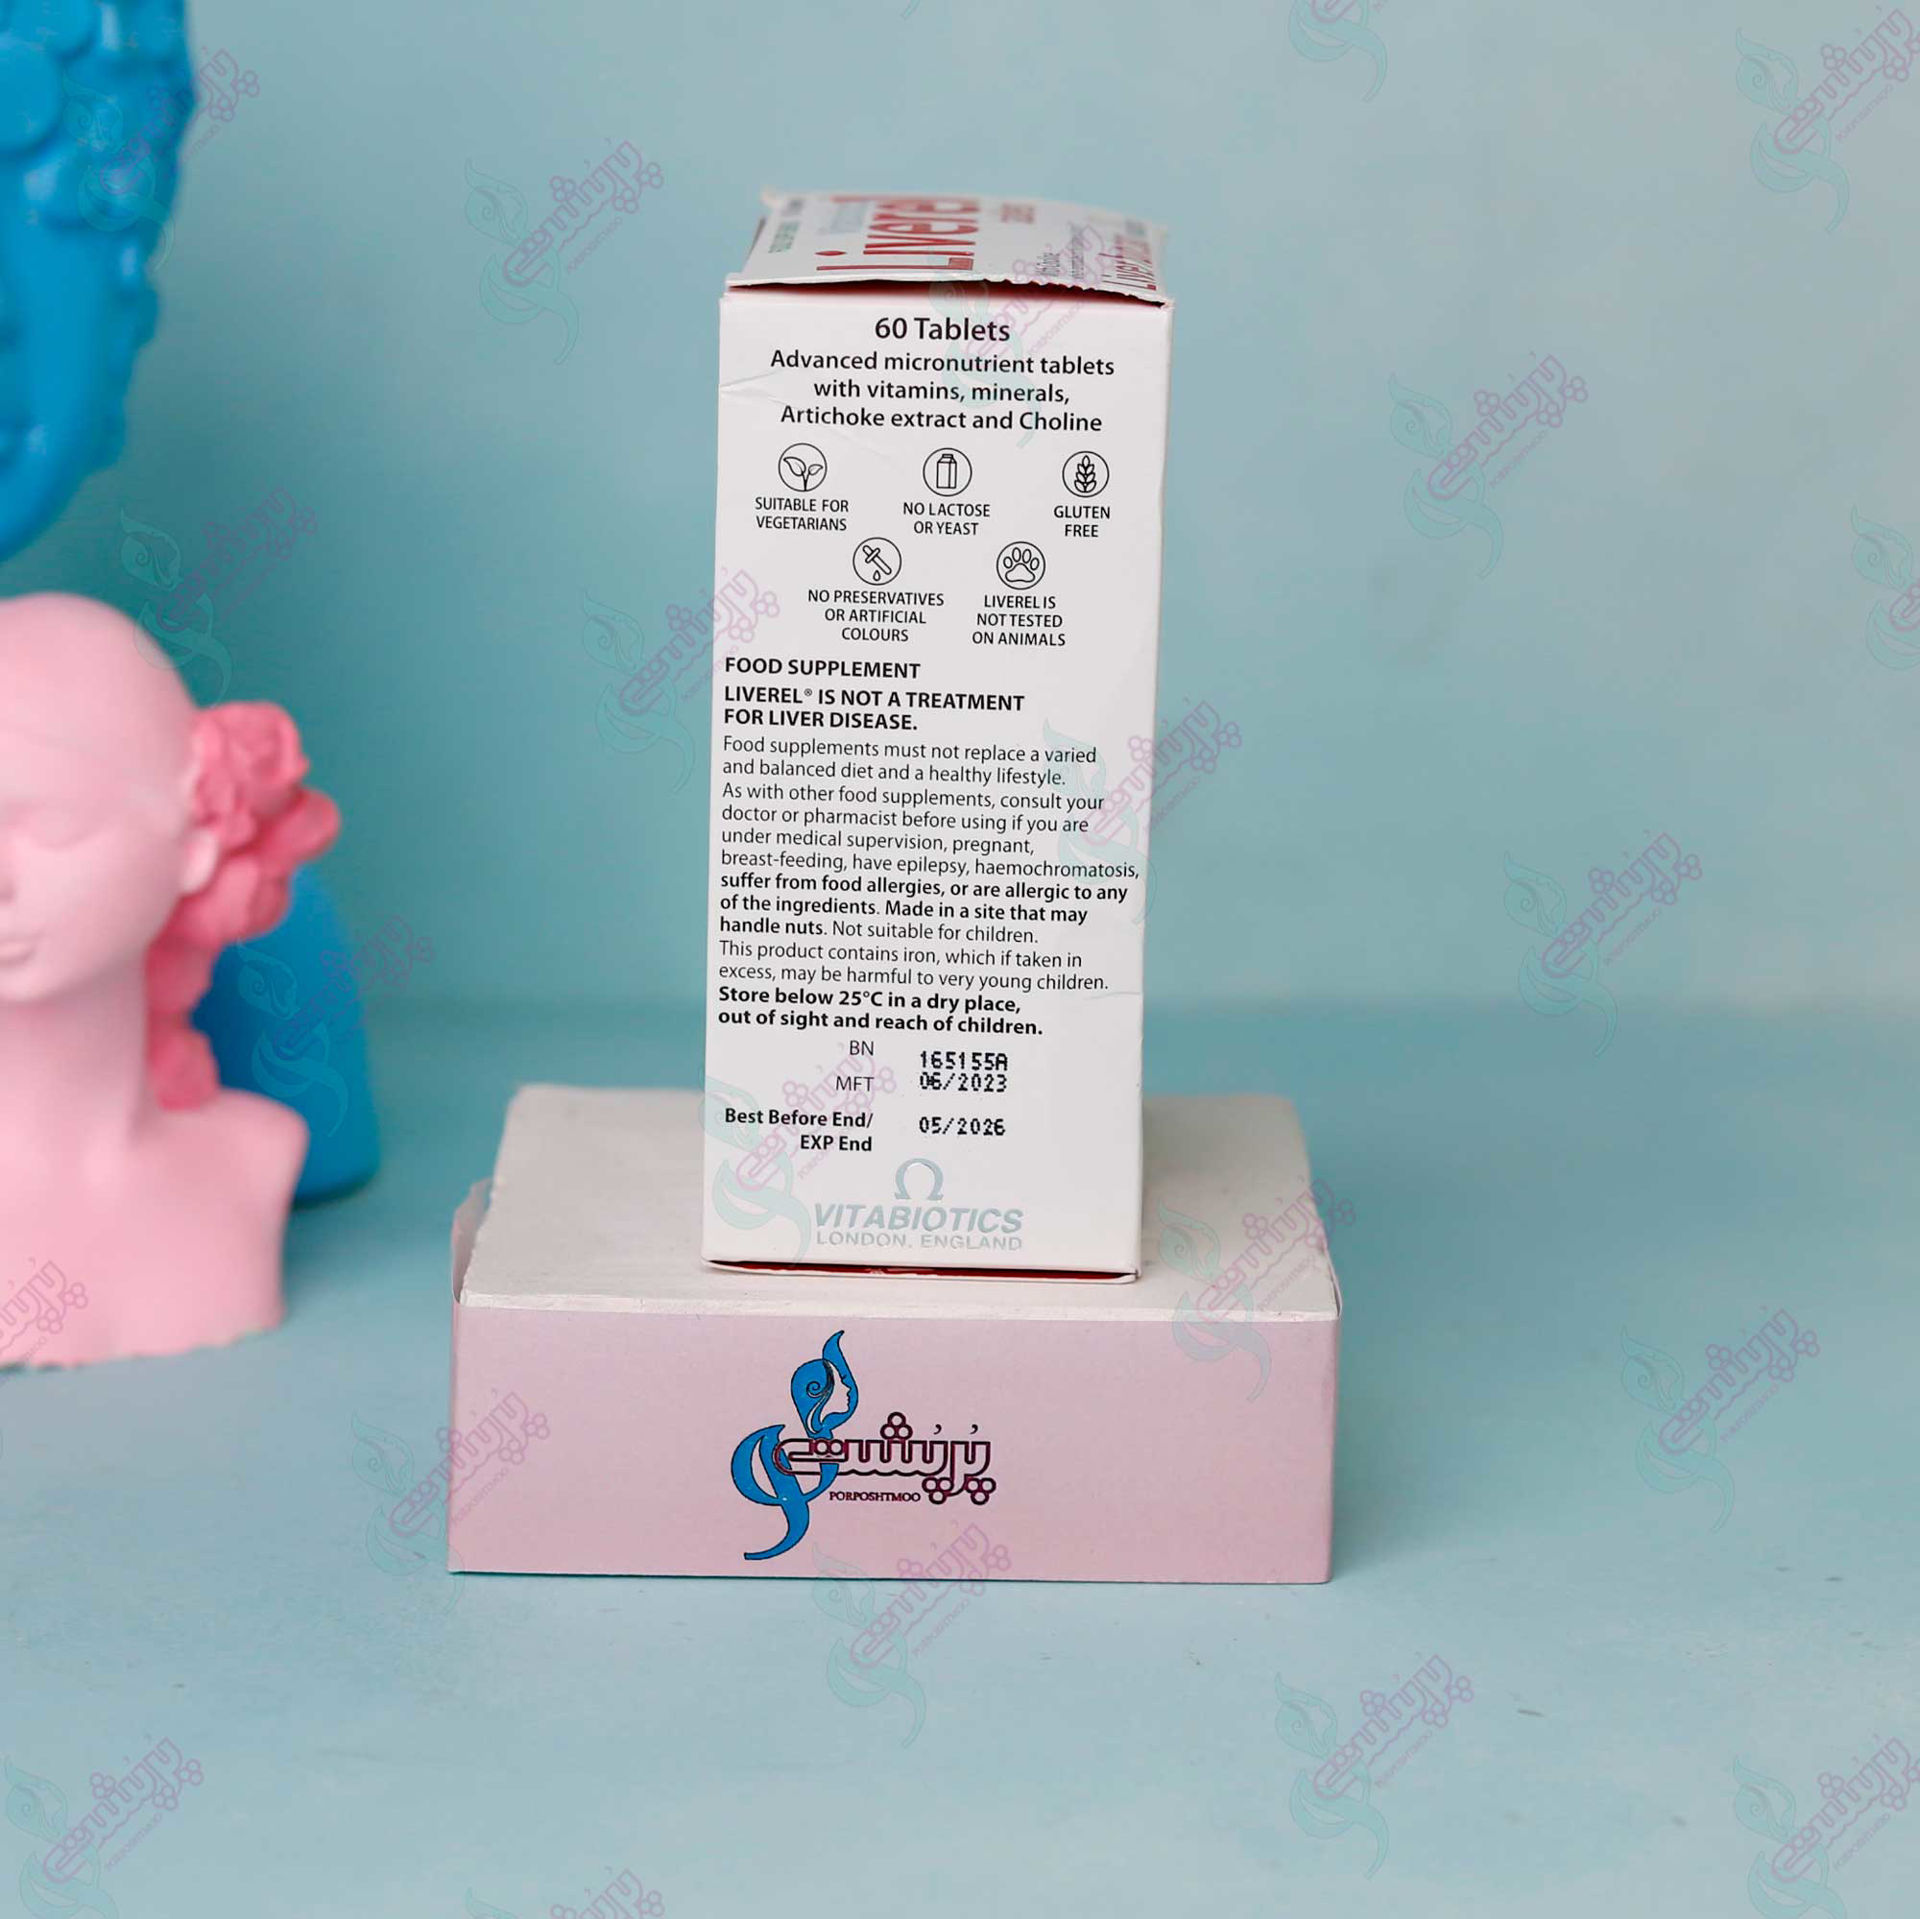 Liverel
60 Tablets
Advanced micronutrient tablets
with vitamins, minerals,
Artichoke extract and Choline
SUITABLE FOR
VEGETARIANS
NO LACTOSE
OR YEAST
GLUTEN
FREE
NO PRESERVATIVES
OR ARTIFICIAL
COLOURS
LIVEREL IS
NOT TESTED
ON ANIMALS
FOOD SUPPLEMENT
LIVEREL® IS NOT A TREATMENT
FOR LIVER DISEASE.
Food supplements must not replace a varied
and balanced diet and a healthy lifestyle.
As with other food supplements, consult your
doctor or pharmacist before using if you are
under medical supervision, pregnant,
breast-feeding, have epilepsy, haemochromatosis,
suffer from food allergies, or are allergic to any
of the ingredients. Made in a site that may
handle nuts. Not suitable for children.
This product contains iron, which if taken in
excess, may be harmful to very young children.
Store below 25°C in a dry place,
out of sight and reach of children.
BN 165155A
MFT 06/2023
Best Before End/ 05/2026
EXP End
VITABIOTICS
LONDON, ENGLAND
پُرپُشت
PORPOSHTMOO